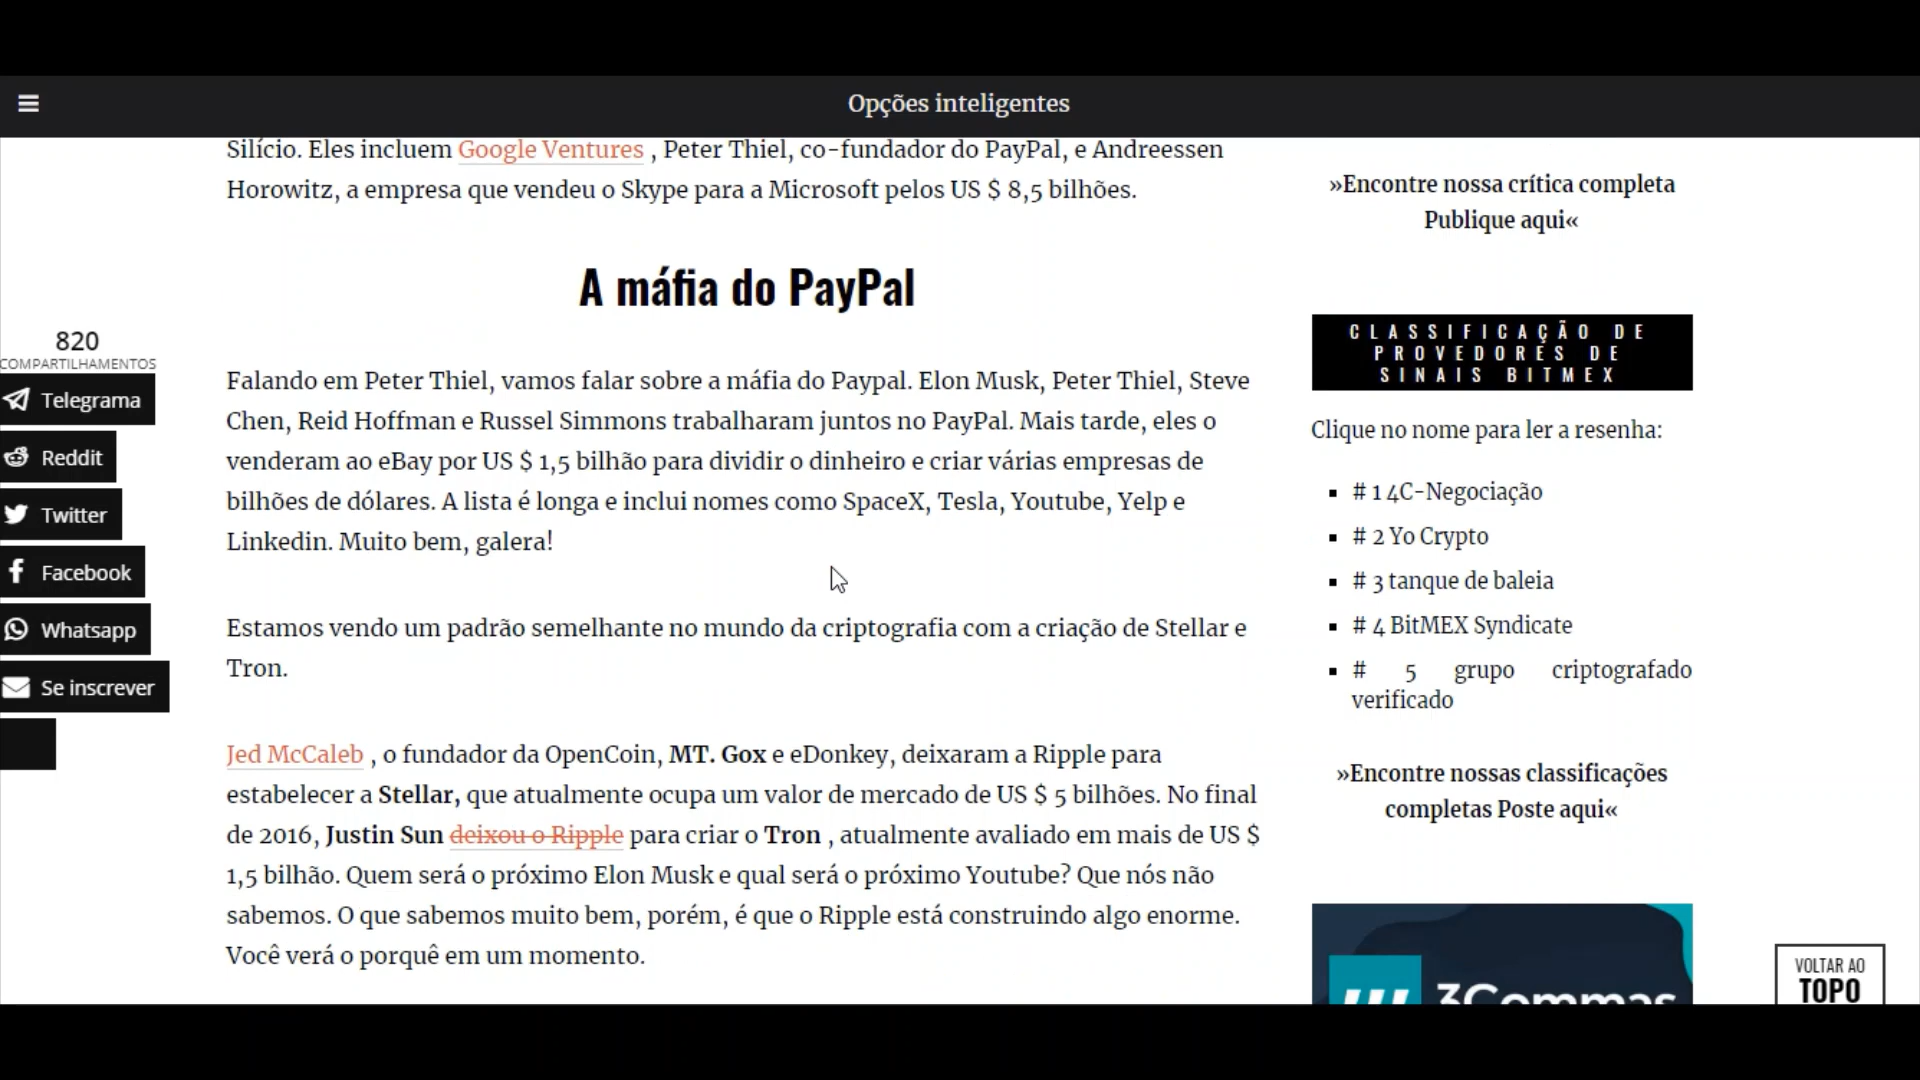 Opções inteligentes
Silício. Eles incluem Google Ventures , Peter Thiel, co-fundador do PayPal, e Andreessen
Horowitz, a empresa que vendeu o Skype para a Microsoft pelos US $ 8,5 bilhões.
A máfia do PayPal
Falando em Peter Thiel, vamos falar sobre a máfia do Paypal. Elon Musk, Peter Thiel, Steve
Chen, Reid Hoffman e Russel Simmons trabalharam juntos no PayPal. Mais tarde, eles o
venderam ao eBay por US $ 1,5 bilhão para dividir o dinheiro e criar várias empresas de
bilhões de dólares. A lista é longa e inclui nomes como SpaceX, Tesla, Youtube, Yelp e
Linkedin. Muito bem, galera!
Estamos vendo um padrão semelhante no mundo da criptografia com a criação de Stellar e
Tron.
Jed McCaleb , o fundador da OpenCoin, MT. Gox e eDonkey, deixaram a Ripple para
estabelecer a Stellar, que atualmente ocupa um valor de mercado de US $ 5 bilhões. No final
de 2016, Justin Sun deixou o Ripple para criar o Tron , atualmente avaliado em mais de US $
1,5 bilhão. Quem será o próximo Elon Musk e qual será o próximo Youtube? Que nós não
sabemos. O que sabemos muito bem, porém, é que o Ripple está construindo algo enorme.
Você verá o porquê em um momento.
820
COMPARTILHAMENTOS
Telegrama
Reddit
Twitter
Facebook
Whatsapp
Se inscrever
»Encontre nossa crítica completa
Publique aqui«
CLASSIFICAÇÃO DE
PROVEDORES DE
SINAIS BITMEX
Clique no nome para ler a resenha:
# 1 4C-Negociação
# 2 Yo Crypto
# 3 tanque de baleia
# 4 BitMEX Syndicate
# 5 grupo criptografado
verificado
»Encontre nossas classificações
completas Poste aqui«
3Commas
VOLTAR AO
TOPO